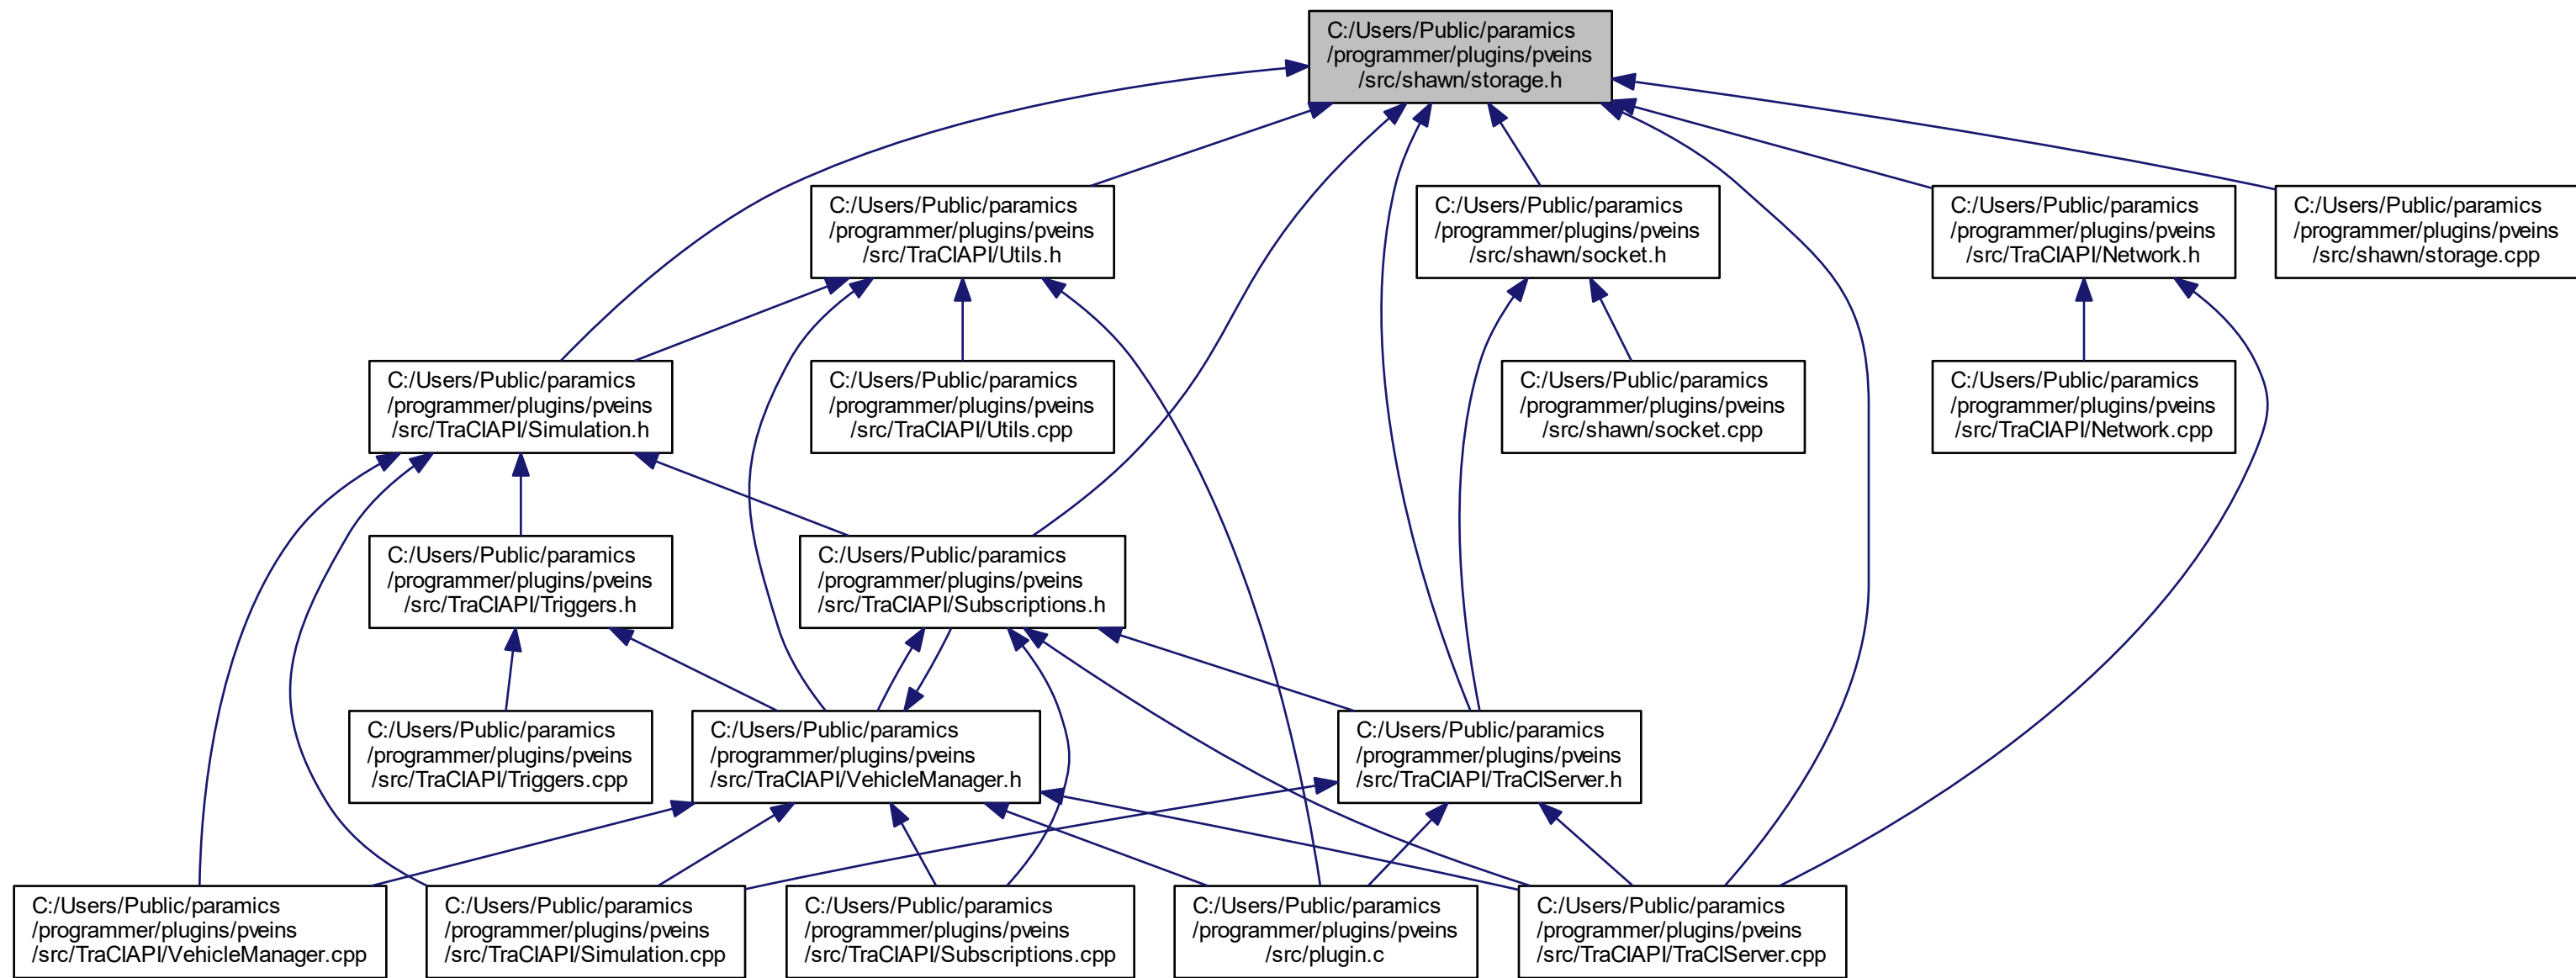 C:/Users/Public/paramics
/programmer/plugins/pveins
/src/shawn/storage.h
C:/Users/Public/paramics
/programmer/plugins/pveins
/src/TraCIAPI/Utils.h
C:/Users/Public/paramics
/programmer/plugins/pveins
/src/shawn/socket.h
C:/Users/Public/paramics
/programmer/plugins/pveins
/src/TraCIAPI/Network.h
C:/Users/Public/paramics
/programmer/plugins/pveins
/src/shawn/storage.cpp
C:/Users/Public/paramics
/programmer/plugins/pveins
/src/TraCIAPI/Simulation.h
C:/Users/Public/paramics
/programmer/plugins/pveins
/src/TraCIAPI/Utils.cpp
C:/Users/Public/paramics
/programmer/plugins/pveins
/src/shawn/socket.cpp
C:/Users/Public/paramics
/programmer/plugins/pveins
/src/TraCIAPI/Network.cpp
C:/Users/Public/paramics
/programmer/plugins/pveins
/src/TraCIAPI/Triggers.h
C:/Users/Public/paramics
/programmer/plugins/pveins
/src/TraCIAPI/Subscriptions.h
C:/Users/Public/paramics
/programmer/plugins/pveins
/src/TraCIAPI/Triggers.cpp
C:/Users/Public/paramics
/programmer/plugins/pveins
/src/TraCIAPI/VehicleManager.h
C:/Users/Public/paramics
/programmer/plugins/pveins
/src/TraCIAPI/TraCIServer.h
C:/Users/Public/paramics
/programmer/plugins/pveins
/src/TraCIAPI/VehicleManager.cpp
C:/Users/Public/paramics
/programmer/plugins/pveins
/src/TraCIAPI/Simulation.cpp
C:/Users/Public/paramics
/programmer/plugins/pveins
/src/TraCIAPI/Subscriptions.cpp
C:/Users/Public/paramics
/programmer/plugins/pveins
/src/plugin.c
C:/Users/Public/paramics
/programmer/plugins/pveins
/src/TraCIAPI/TraCIServer.cpp